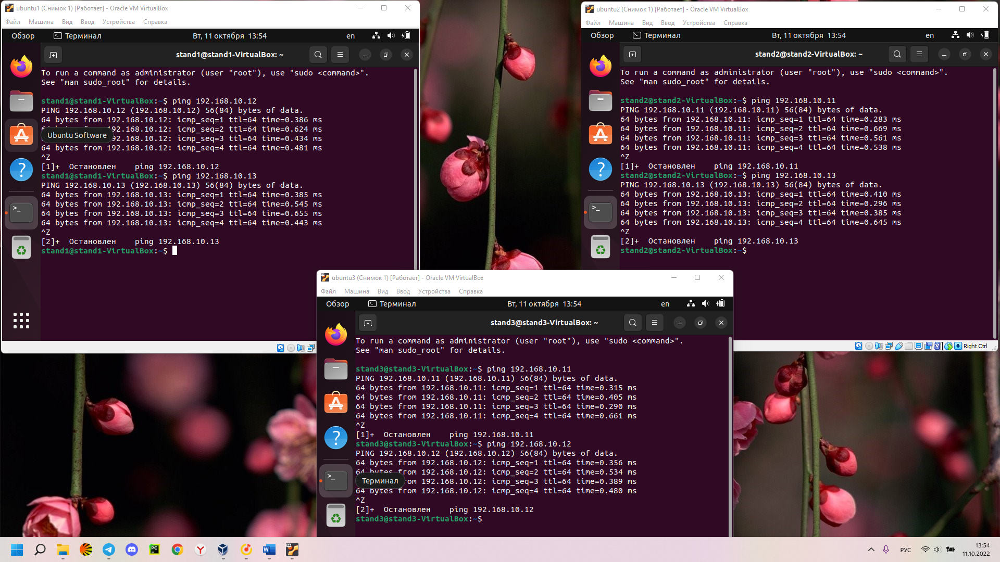 ubuntu1 (Снимок 1) [Работает] - Oracle VM VirtualBox
Файл Машина Вид Ввод Устройства Справка
Обзор Терминал Вт, 11 октября 13:54 en
stand1@stand1-VirtualBox: ~
To run a command as administrator (user "root"), use "sudo <command>".
See "man sudo_root" for details.
stand1@stand1-VirtualBox:~$ ping 192.168.10.12
PING 192.168.10.12 (192.168.10.12) 56(84) bytes of data.
64 bytes from 192.168.10.12: icmp_seq=1 ttl=64 time=0.386 ms
92.168.10.12: icmp_seq=2 ttl=64 time=0.624 ms
Ubuntu Software
92.168.10.12: icmp_seq=3 ttl=64 time=0.434 ms
64 bytes from 192.168.10.12: icmp_seq=4 ttl=64 time=0.481 ms
^Z
[1]+ Остановлен ping 192.168.10.12
stand1@stand1-VirtualBox:~$ ping 192.168.10.13
PING 192.168.10.13 (192.168.10.13) 56(84) bytes of data.
64 bytes from 192.168.10.13: icmp_seq=1 ttl=64 time=0.385 ms
64 bytes from 192.168.10.13: icmp_seq=2 ttl=64 time=0.545 ms
64 bytes from 192.168.10.13: icmp_seq=3 ttl=64 time=0.655 ms
64 bytes from 192.168.10.13: icmp_seq=4 ttl=64 time=0.443 ms
^Z
[2]+ Остановлен ping 192.168.10.13
stand1@stand1-VirtualBox:~$
ubuntu2 (Снимок 1) [Работает] - Oracle VM VirtualBox
Файл Машина Вид Ввод Устройства Справка
Обзор Терминал Вт, 11 октября 13:54 en
stand2@stand2-VirtualBox: ~
To run a command as administrator (user "root"), use "sudo <command>".
See "man sudo_root" for details.
stand2@stand2-VirtualBox:~$ ping 192.168.10.11
PING 192.168.10.11 (192.168.10.11) 56(84) bytes of data.
64 bytes from 192.168.10.11: icmp_seq=1 ttl=64 time=0.283 ms
64 bytes from 192.168.10.11: icmp_seq=2 ttl=64 time=0.669 ms
64 bytes from 192.168.10.11: icmp_seq=3 ttl=64 time=0.561 ms
64 bytes from 192.168.10.11: icmp_seq=4 ttl=64 time=0.538 ms
^Z
[1]+ Остановлен ping 192.168.10.11
stand2@stand2-VirtualBox:~$ ping 192.168.10.13
PING 192.168.10.13 (192.168.10.13) 56(84) bytes of data.
64 bytes from 192.168.10.13: icmp_seq=1 ttl=64 time=0.410 ms
64 bytes from 192.168.10.13: icmp_seq=2 ttl=64 time=0.296 ms
64 bytes from 192.168.10.13: icmp_seq=3 ttl=64 time=0.385 ms
64 bytes from 192.168.10.13: icmp_seq=4 ttl=64 time=0.645 ms
^Z
[2]+ Остановлен ping 192.168.10.13
stand2@stand2-VirtualBox:~$
Right Ctrl
ubuntu3 (Снимок 1) [Работает] - Oracle VM VirtualBox
Файл Машина Вид Ввод Устройства Справка
Обзор Терминал Вт, 11 октября 13:54 en
stand3@stand3-VirtualBox: ~
To run a command as administrator (user "root"), use "sudo <command>".
See "man sudo_root" for details.
stand3@stand3-VirtualBox:~$ ping 192.168.10.11
PING 192.168.10.11 (192.168.10.11) 56(84) bytes of data.
64 bytes from 192.168.10.11: icmp_seq=1 ttl=64 time=0.315 ms
64 bytes from 192.168.10.11: icmp_seq=2 ttl=64 time=0.405 ms
64 bytes from 192.168.10.11: icmp_seq=3 ttl=64 time=0.290 ms
64 bytes from 192.168.10.11: icmp_seq=4 ttl=64 time=0.661 ms
^Z
[1]+ Остановлен ping 192.168.10.11
stand3@stand3-VirtualBox:~$ ping 192.168.10.12
PING 192.168.10.12 (192.168.10.12) 56(84) bytes of data.
64 bytes from 192.168.10.12: icmp_seq=1 ttl=64 time=0.356 ms
64 bytes from 192.168.10.12: icmp_seq=2 ttl=64 time=0.534 ms
Терминал
rom 192.168.10.12: icmp_seq=3 ttl=64 time=0.389 ms
64 bytes from 192.168.10.12: icmp_seq=4 ttl=64 time=0.480 ms
^Z
[2]+ Остановлен ping 192.168.10.12
stand3@stand3-VirtualBox:~$
РУС
13:54
11.10.2022